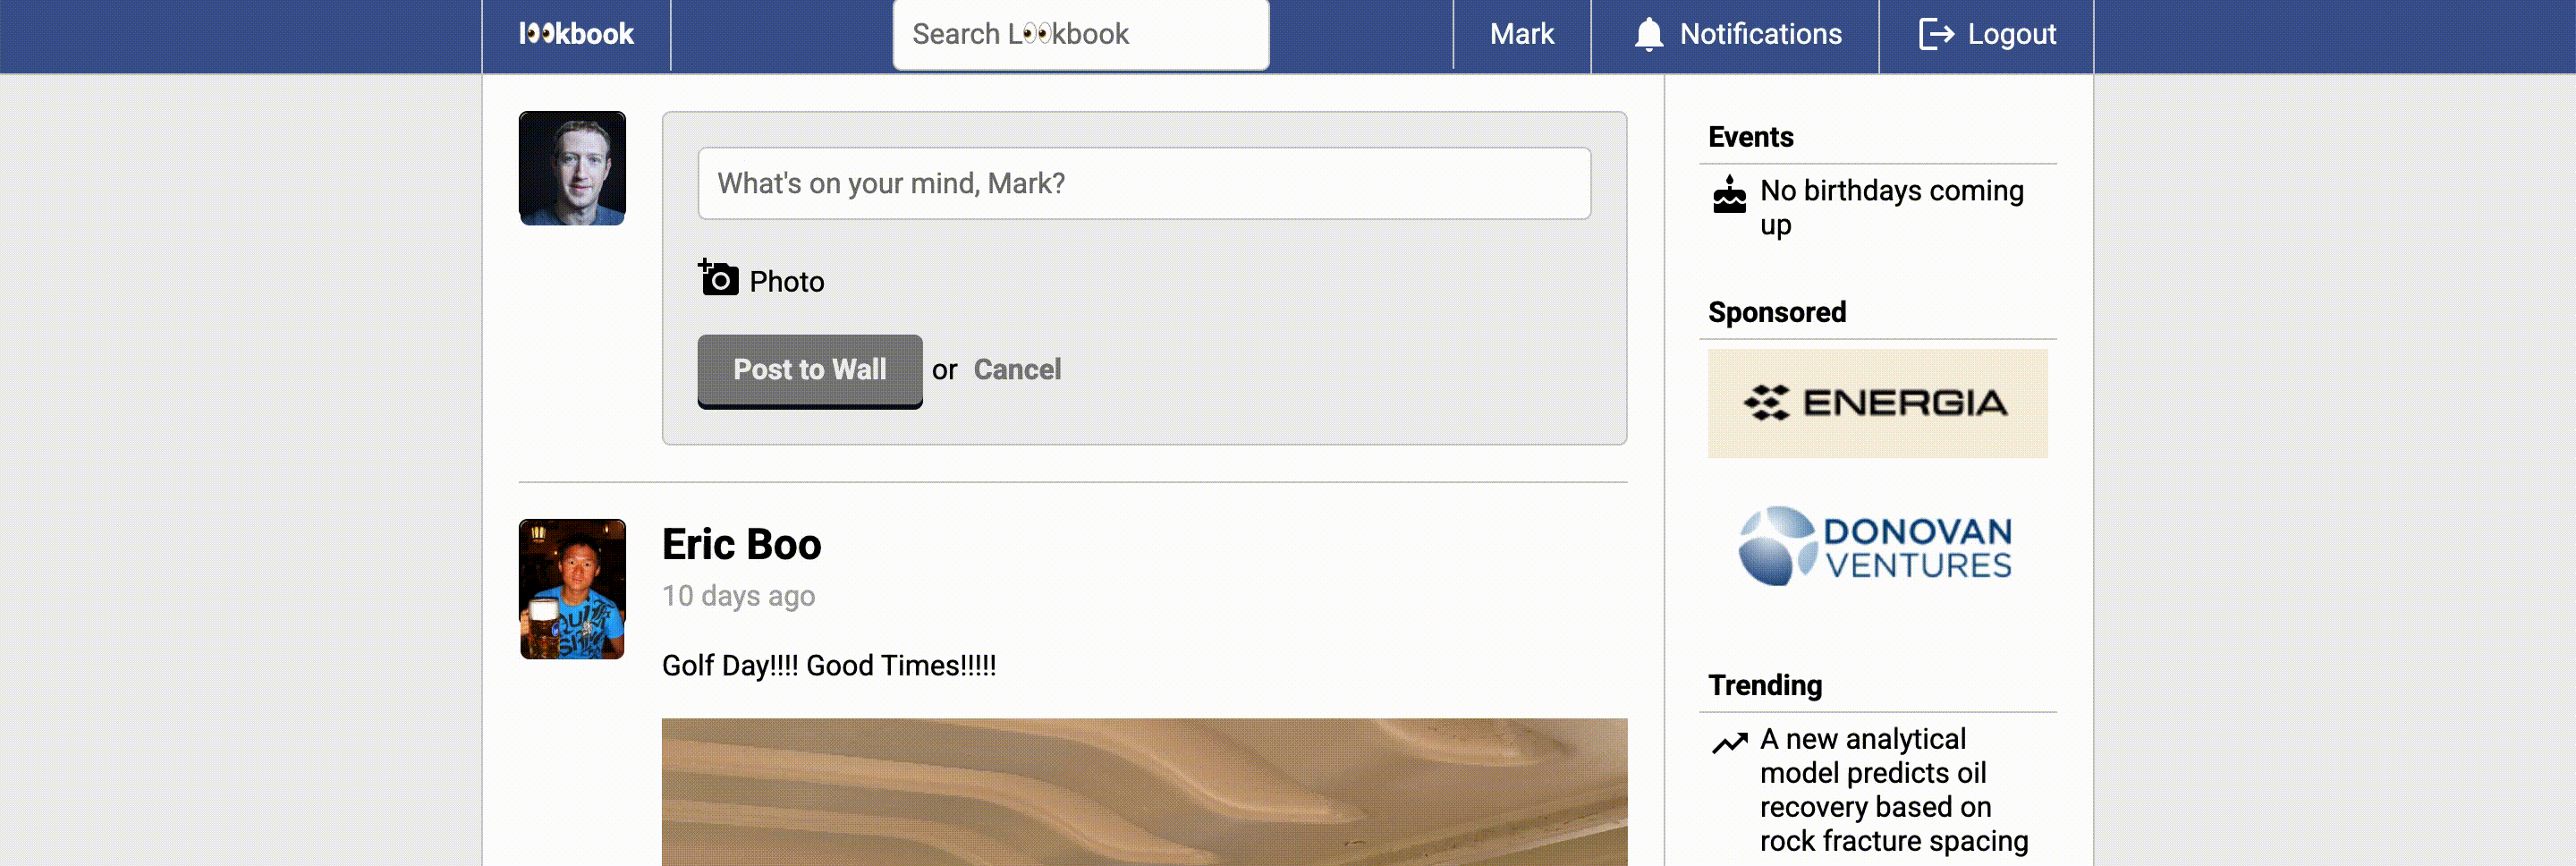 l👀kbook
Search L👀kbook
Mark
Notifications
Logout
What's on your mind, Mark?
Photo
Post to Wall or Cancel
Eric Boo
10 days ago
Golf Day!!!! Good Times!!!!!
Events
No birthdays coming
up
Sponsored
ENERGIA
DONOVAN
VENTURES
Trending
A new analytical
model predicts oil
recovery based on
rock fracture spacing